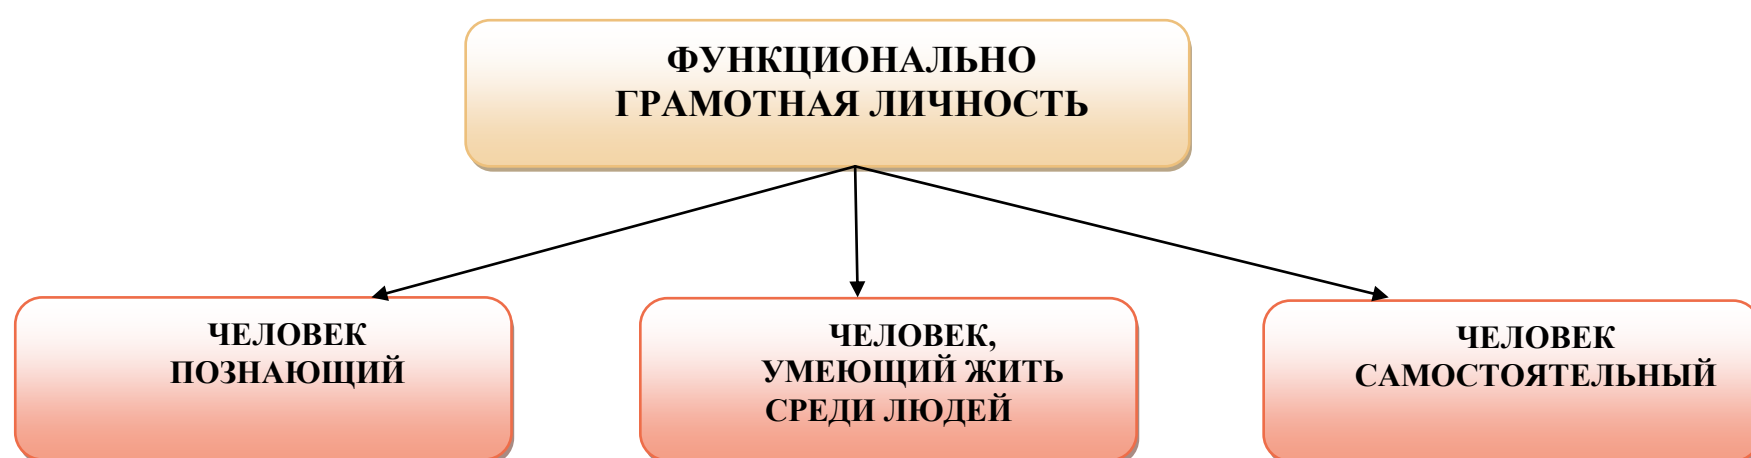 ФУНКЦИОНАЛЬНО
ГРАМОТНАЯ ЛИЧНОСТЬ
ЧЕЛОВЕК
ПОЗНАЮЩИЙ
ЧЕЛОВЕК,
УМЕЮЩИЙ ЖИТЬ
СРЕДИ ЛЮДЕЙ
ЧЕЛОВЕК
САМОСТОЯТЕЛЬНЫЙ